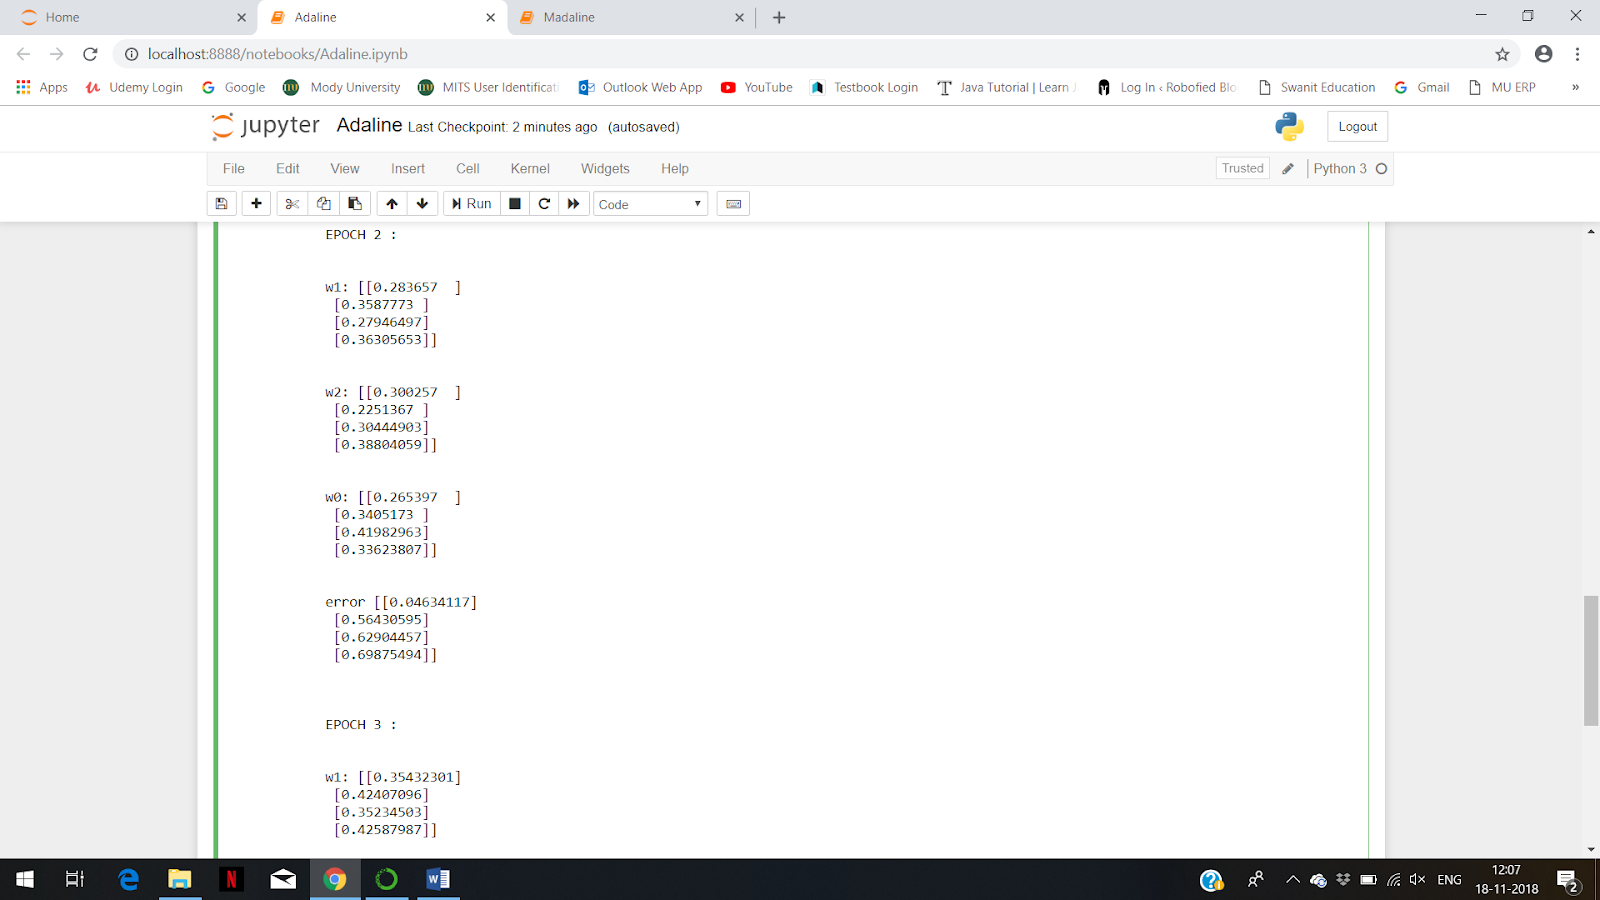 Home
Adaline
Madaline
localhost:8888/notebooks/Adaline.ipynb
Apps Udemy Login Google Mody University MITS User Identificati Outlook Web App YouTube Testbook Login Java Tutorial | Learn J Log In ‹ Robofied Blo Swanit Education Gmail MU ERP »
jupyter Adaline Last Checkpoint: 2 minutes ago (autosaved) Logout
File Edit View Insert Cell Kernel Widgets Help Trusted Python 3
Run Code
EPOCH 2 :
w1: [[0.283657  ]
[0.3587773 ]
[0.27946497]
[0.36305653]]
w2: [[0.300257  ]
[0.2251367 ]
[0.30444903]
[0.38804059]]
w0: [[0.265397  ]
[0.3405173 ]
[0.41982963]
[0.33623807]]
error [[0.04634117]
[0.56430595]
[0.62904457]
[0.69875494]]
EPOCH 3 :
w1: [[0.35432301]
[0.42407096]
[0.35234503]
[0.42587987]]
ENG
12:07
18-11-2018
2